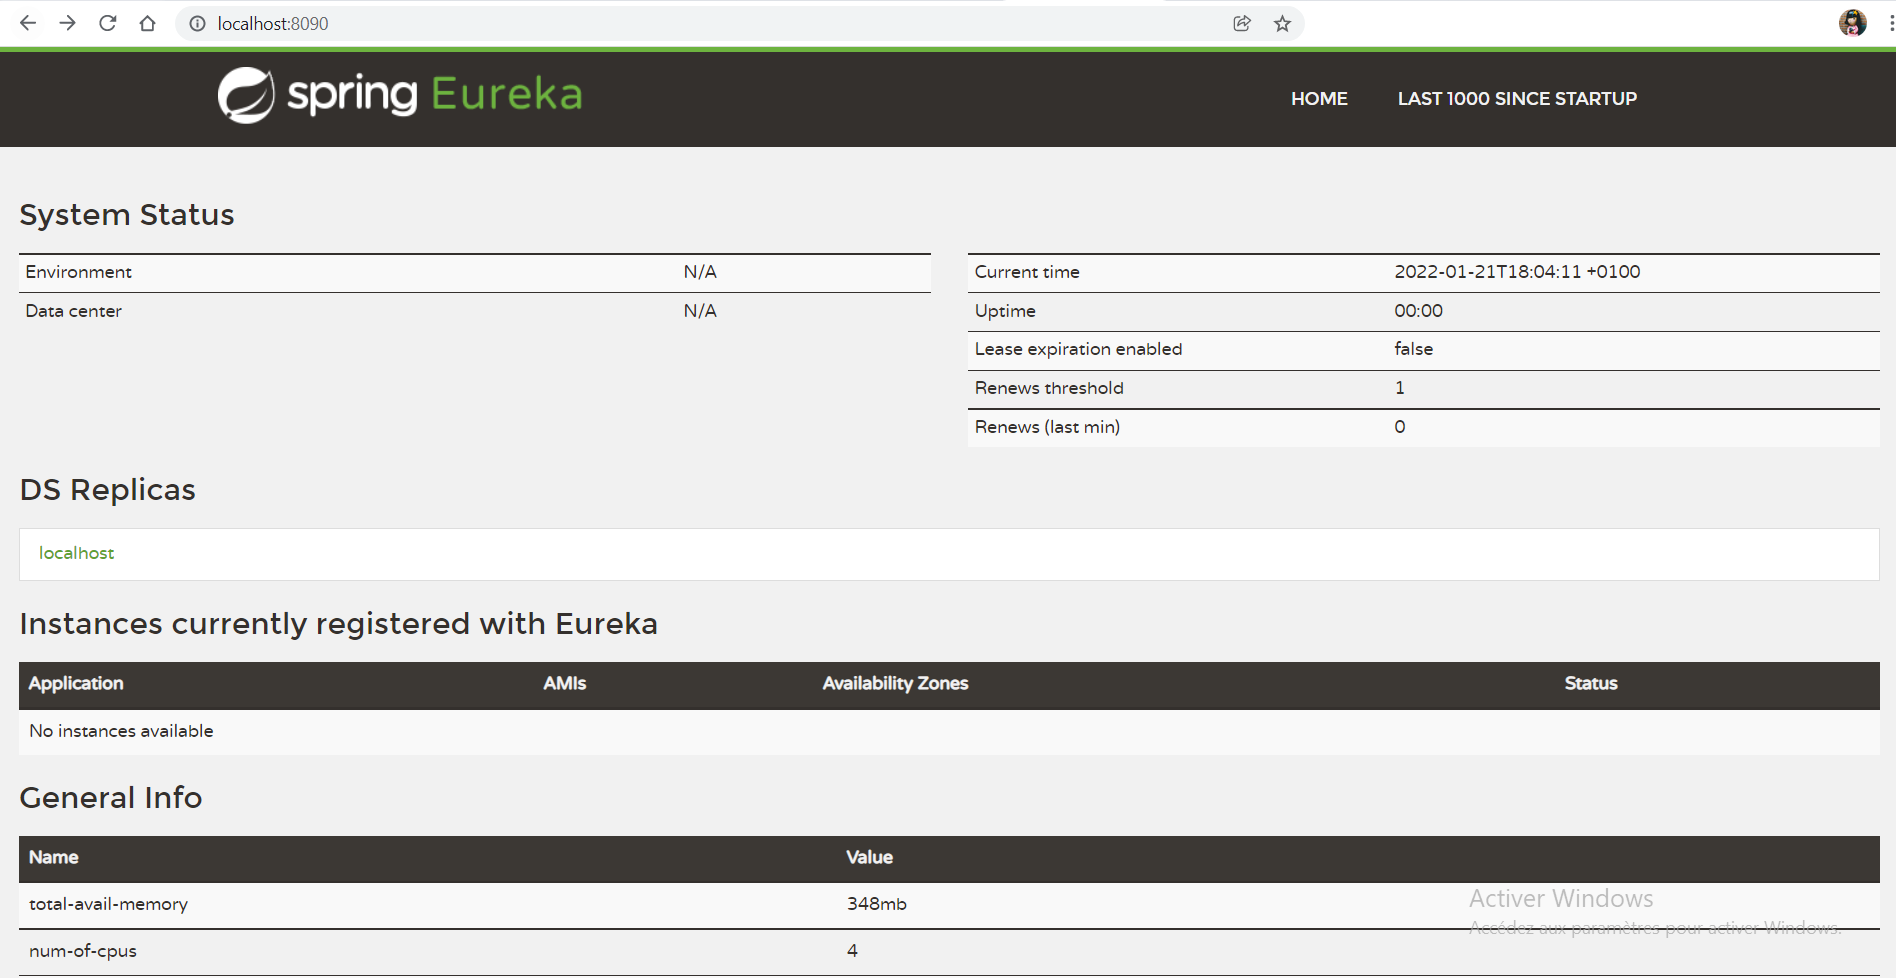 localhost:8090
spring Eureka
HOME LAST 1000 SINCE STARTUP
System Status
Environment N/A
Data center N/A
Current time 2022-01-21T18:04:11 +0100
Uptime 00:00
Lease expiration enabled false
Renews threshold 1
Renews (last min) 0
DS Replicas
localhost
Instances currently registered with Eureka
Application AMIs Availability Zones Status
No instances available
General Info
Name Value
total-avail-memory 348mb
num-of-cpus 4
Activer Windows
Accédez aux paramètres pour activer Windows.